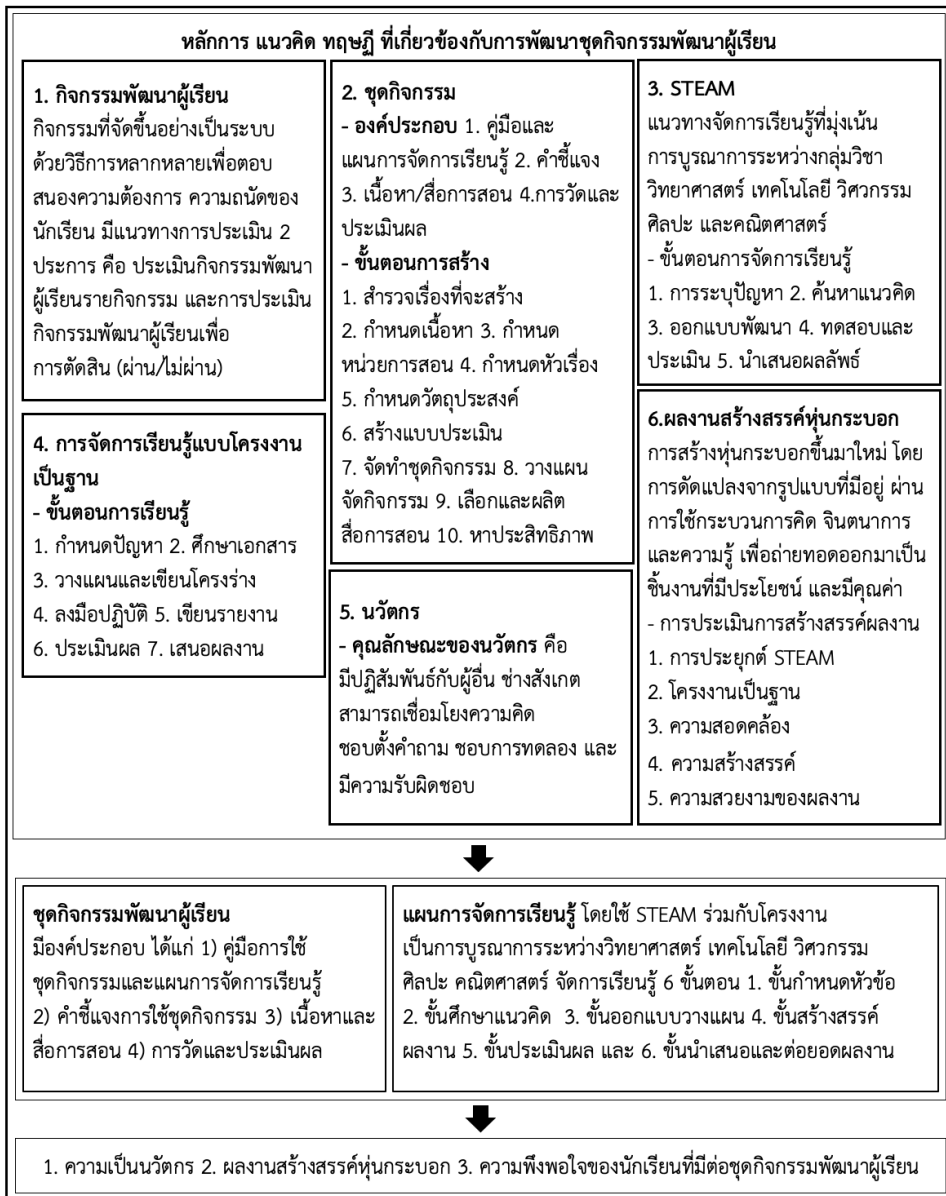 หลักการ แนวคิด ทฤษฏี ที่เกี่ยวข้องกับการพัฒนาชุดกิจกรรมพัฒนาผู้เรียน
1. กิจกรรมพัฒนาผู้เรียน
กิจกรรมที่จัดขึ้นอย่างเป็นระบบ
ด้วยวิธีการหลากหลายเพื่อตอบ
สนองความต้องการ ความถนัดของ
นักเรียน มีแนวทางการประเมิน 2
ประการ คือ ประเมินกิจกรรมพัฒนา
ผู้เรียนรายกิจกรรม และการประเมิน
กิจกรรมพัฒนาผู้เรียนเพื่อ
การตัดสิน (ผ่าน/ไม่ผ่าน)
2. ชุดกิจกรรม
- องค์ประกอบ 1. คู่มือและ
แผนการจัดการเรียนรู้ 2. คำชี้แจง
3. เนื้อหา/สื่อการสอน 4.การวัดและ
ประเมินผล
- ขั้นตอนการสร้าง
1. สำรวจเรื่องที่จะสร้าง
2. กำหนดเนื้อหา 3. กำหนด
หน่วยการสอน 4. กำหนดหัวเรื่อง
5. กำหนดวัตถุประสงค์
6. สร้างแบบประเมิน
7. จัดทำชุดกิจกรรม 8. วางแผน
จัดกิจกรรม 9. เลือกและผลิต
สื่อการสอน 10. หาประสิทธิภาพ
3. STEAM
แนวทางจัดการเรียนรู้ที่มุ่งเน้น
การบูรณาการระหว่างกลุ่มวิชา
วิทยาศาสตร์ เทคโนโลยี วิศวกรรม
ศิลปะ และคณิตศาสตร์
- ขั้นตอนการจัดการเรียนรู้
1. การระบุปัญหา 2. ค้นหาแนวคิด
3. ออกแบบพัฒนา 4. ทดสอบและ
ประเมิน 5. นำเสนอผลลัพธ์
4. การจัดการเรียนรู้แบบโครงงาน
เป็นฐาน
- ขั้นตอนการเรียนรู้
1. กำหนดปัญหา 2. ศึกษาเอกสาร
3. วางแผนและเขียนโครงร่าง
4. ลงมือปฏิบัติ 5. เขียนรายงาน
6. ประเมินผล 7. เสนอผลงาน
5. นวัตกร
- คุณลักษณะของนวัตกร คือ
มีปฏิสัมพันธ์กับผู้อื่น ช่างสังเกต
สามารถเชื่อมโยงความคิด
ชอบตั้งคำถาม ชอบการทดลอง และ
มีความรับผิดชอบ
6.ผลงานสร้างสรรค์หุ่นกระบอก
การสร้างหุ่นกระบอกขึ้นมาใหม่ โดย
การดัดแปลงจากรูปแบบที่มีอยู่ ผ่าน
การใช้กระบวนการคิด จินตนาการ
และความรู้ เพื่อถ่ายทอดออกมาเป็น
ชิ้นงานที่มีประโยชน์ และมีคุณค่า
- การประเมินการสร้างสรรค์ผลงาน
1. การประยุกต์ STEAM
2. โครงงานเป็นฐาน
3. ความสอดคล้อง
4. ความสร้างสรรค์
5. ความสวยงามของผลงาน
ชุดกิจกรรมพัฒนาผู้เรียน
มีองค์ประกอบ ได้แก่ 1) คู่มือการใช้
ชุดกิจกรรมและแผนการจัดการเรียนรู้
2) คำชี้แจงการใช้ชุดกิจกรรม 3) เนื้อหาและ
สื่อการสอน 4) การวัดและประเมินผล
แผนการจัดการเรียนรู้ โดยใช้ STEAM ร่วมกับโครงงาน
เป็นการบูรณาการระหว่างวิทยาศาสตร์ เทคโนโลยี วิศวกรรม
ศิลปะ คณิตศาสตร์ จัดการเรียนรู้ 6 ขั้นตอน 1. ขั้นกำหนดหัวข้อ
2. ขั้นศึกษาแนวคิด 3. ขั้นออกแบบวางแผน 4. ขั้นสร้างสรรค์
ผลงาน 5. ขั้นประเมินผล และ 6. ขั้นนำเสนอและต่อยอดผลงาน
1. ความเป็นนวัตกร 2. ผลงานสร้างสรรค์หุ่นกระบอก 3. ความพึงพอใจของนักเรียนที่มีต่อชุดกิจกรรมพัฒนาผู้เรียน